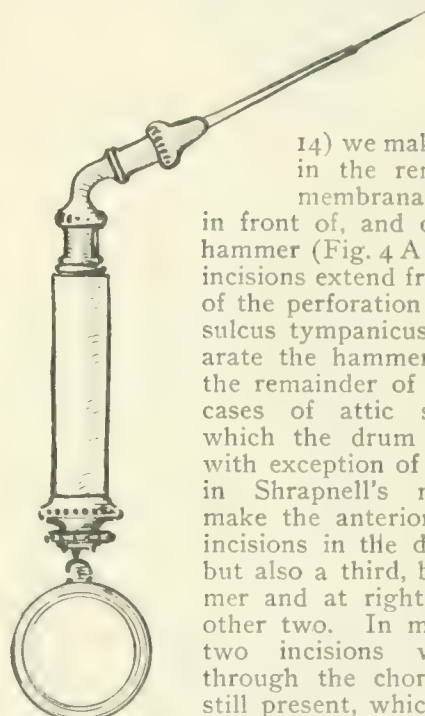 14) we mak
in the ren
membrana
in front of, and o
hammer (Fig. 4 A
incisions extend fr
of the perforation
sulcus tympanicus
arate the hammer
the remainder of
cases of attic s
which the drum
with exception of
in Shrapnell's m
make the anterior
incisions in the d
but also a third, b
mer and at right
other two. In m
two incisions w
through the chor
still present, whic